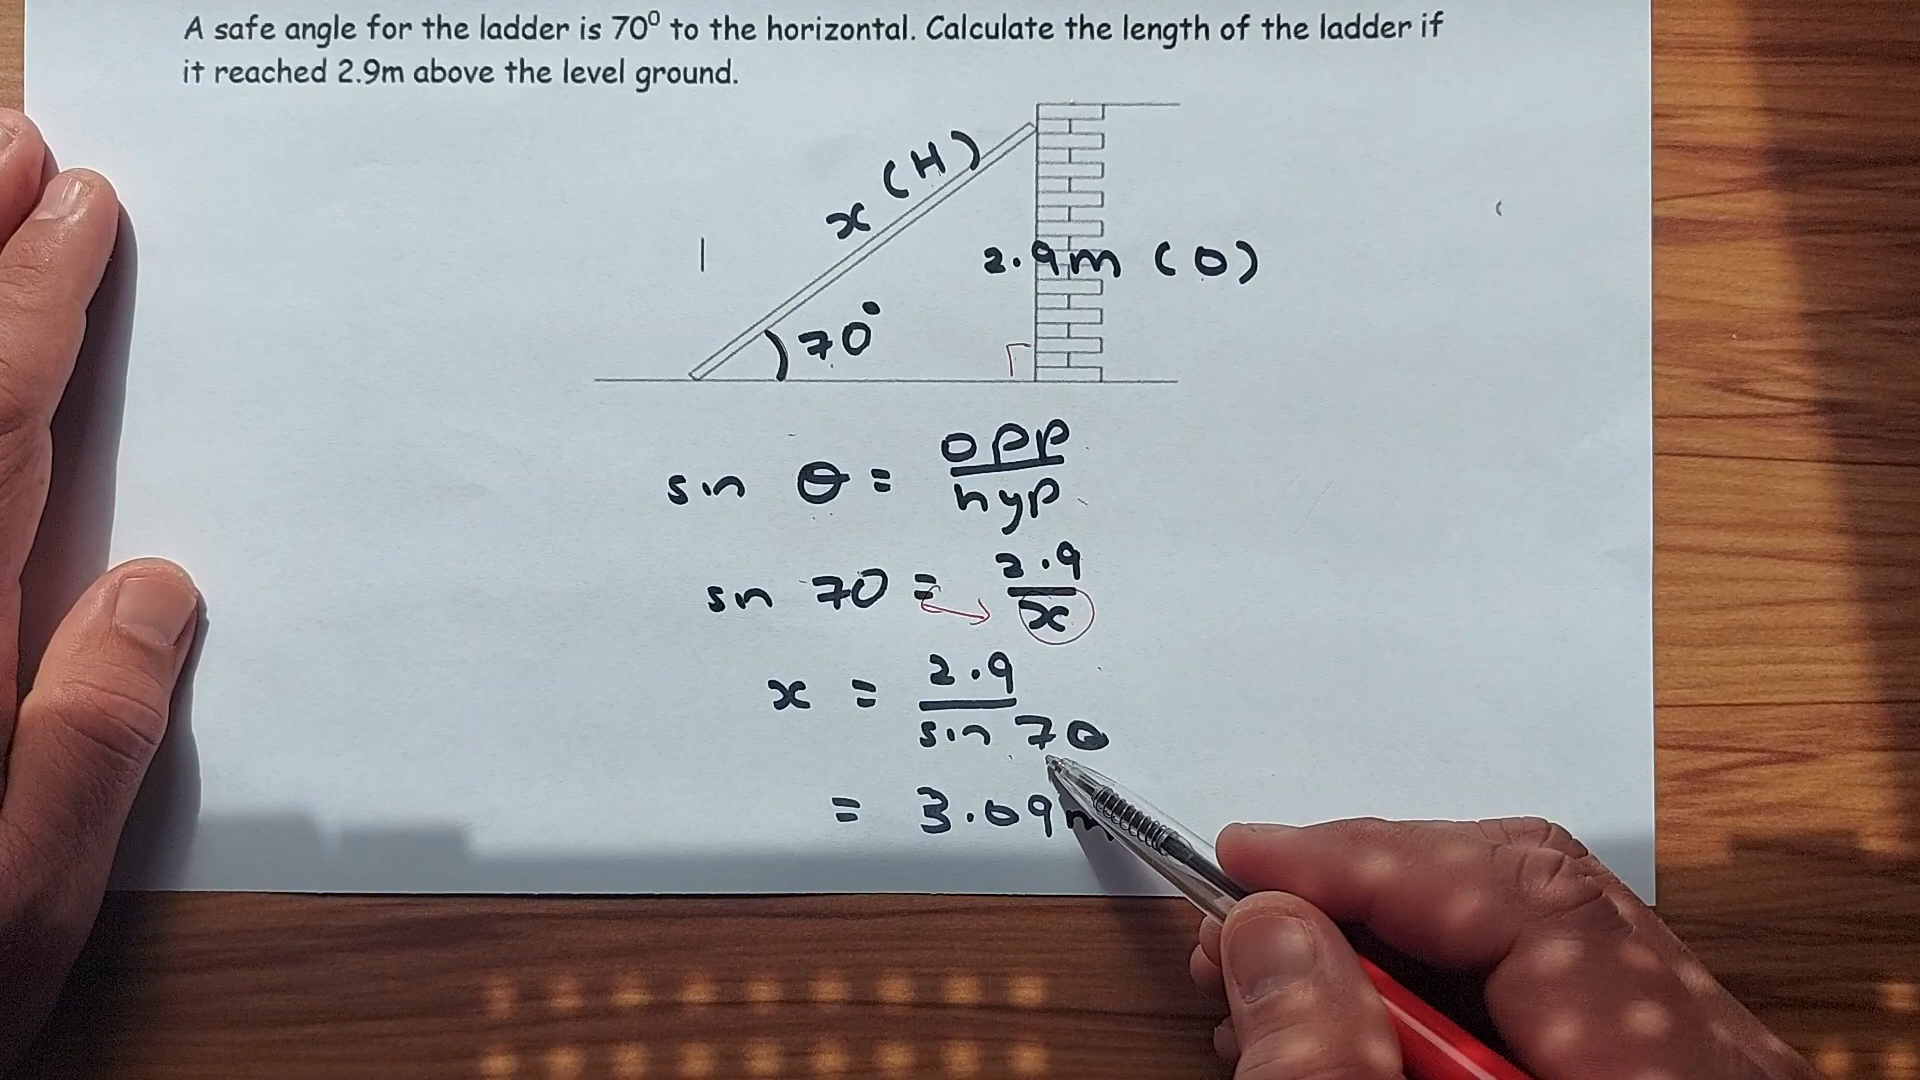 A safe angle for the ladder is 70⁰ to the horizontal. Calculate the length of the ladder if
it reached 2.9m above the level ground.
x (H)
2.9m (O)
70°
sin θ = opp/hyp
sn 70 = 2.9/x
x = 2.9/sin 70
= 3.09m